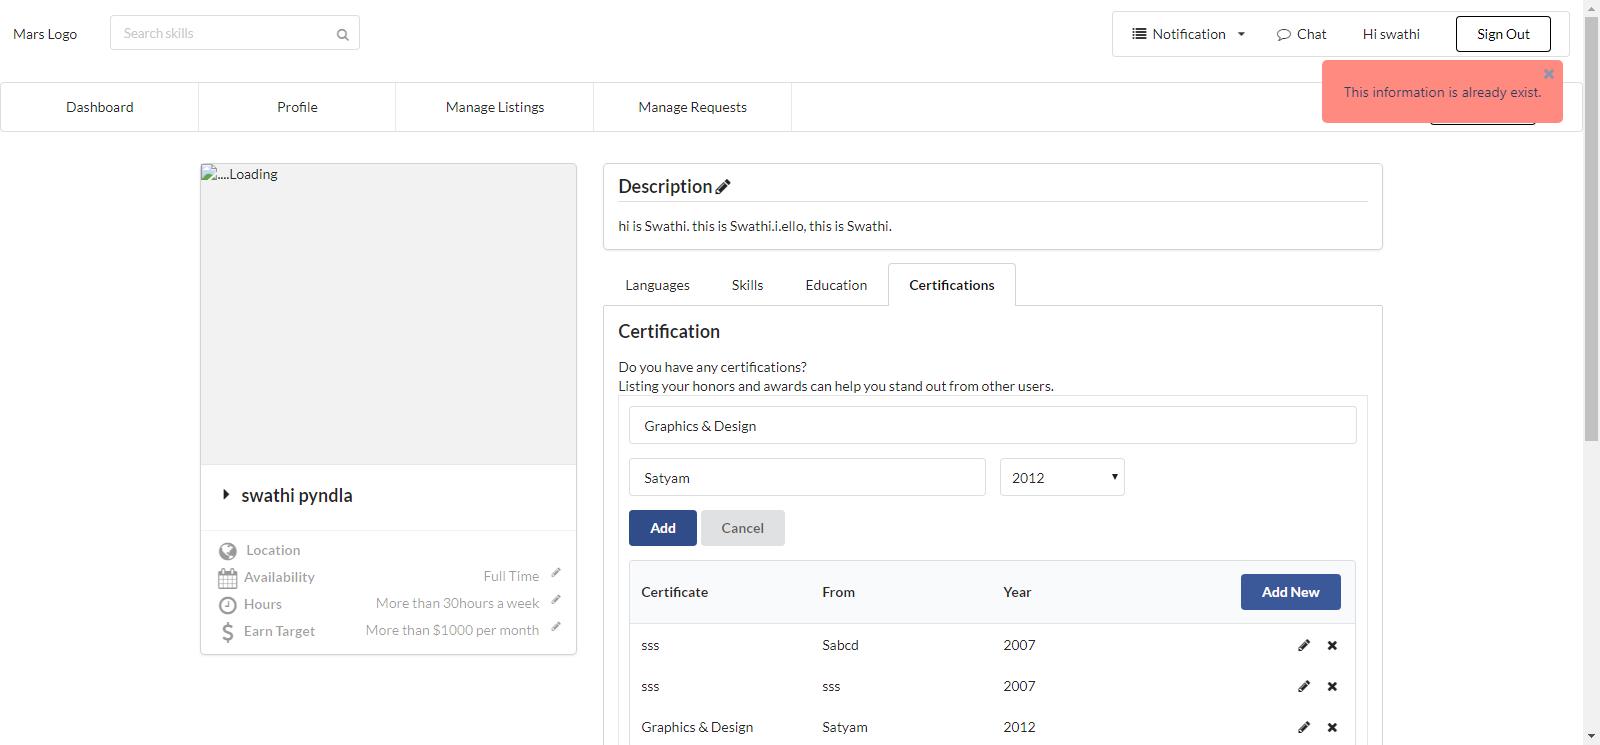 Mars Logo
Search skills
Notification
Chat
Hi swathi
Sign Out
This information is already exist.
Dashboard
Profile
Manage Listings
Manage Requests
....Loading
swathi pyndla
Location
Availability
Full Time
Hours
More than 30hours a week
Earn Target
More than $1000 per month
Description
hi is Swathi. this is Swathi.i.ello, this is Swathi.
Languages
Skills
Education
Certifications
Certification
Do you have any certifications?
Listing your honors and awards can help you stand out from other users.
Graphics & Design
Satyam
2012
Add
Cancel
Certificate From Year Add New
sss Sabcd 2007
sss sss 2007
Graphics & Design Satyam 2012